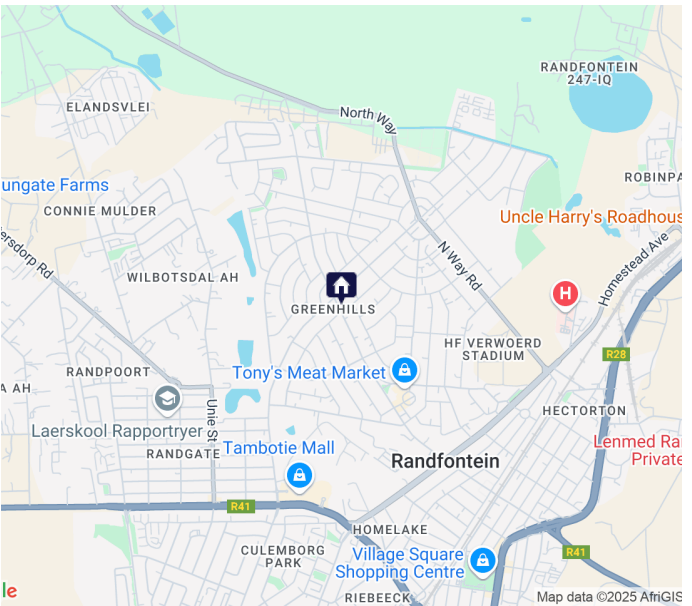 RANDFONTEIN
247-IQ
ELANDSVLEI
North Way
ROBINPA
ungate Farms
CONNIE MULDER
Uncle Harry's Roadhous
ersdorp Rd
N Way Rd
Homestead Ave
WILBOTSDAL AH
H
GREENHILLS
HF VERWOERD
STADIUM
R28
RANDPOORT
Tony's Meat Market
A AH
Unie St
HECTORTON
Laerskool Rapportryer
RANDGATE
Tambotie Mall
Lenmed Ra
Private
Randfontein
R41
HOMELAKE
CULEMBORG
PARK
Village Square
Shopping Centre
R41
le
RIEBEECK
Map data ©2025 AfriGIS